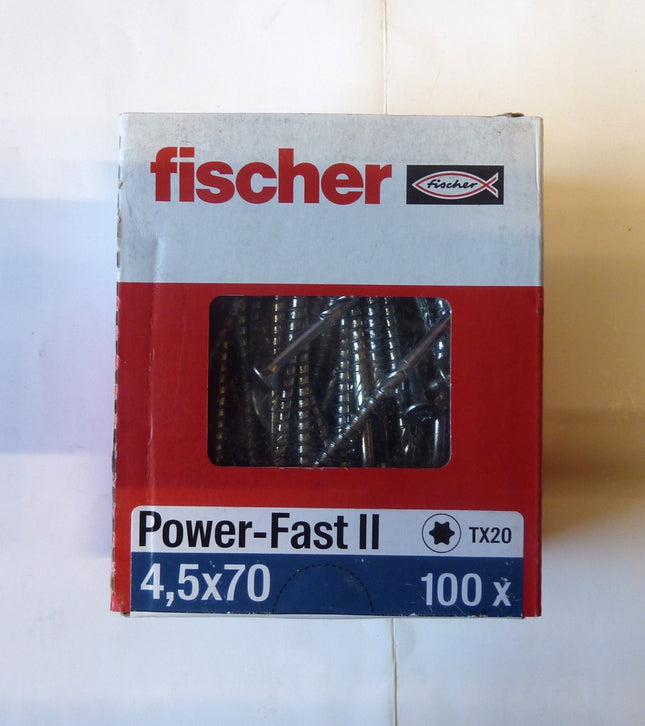 fischer
fischer
Power-Fast II
TX20
4,5x70
100 x